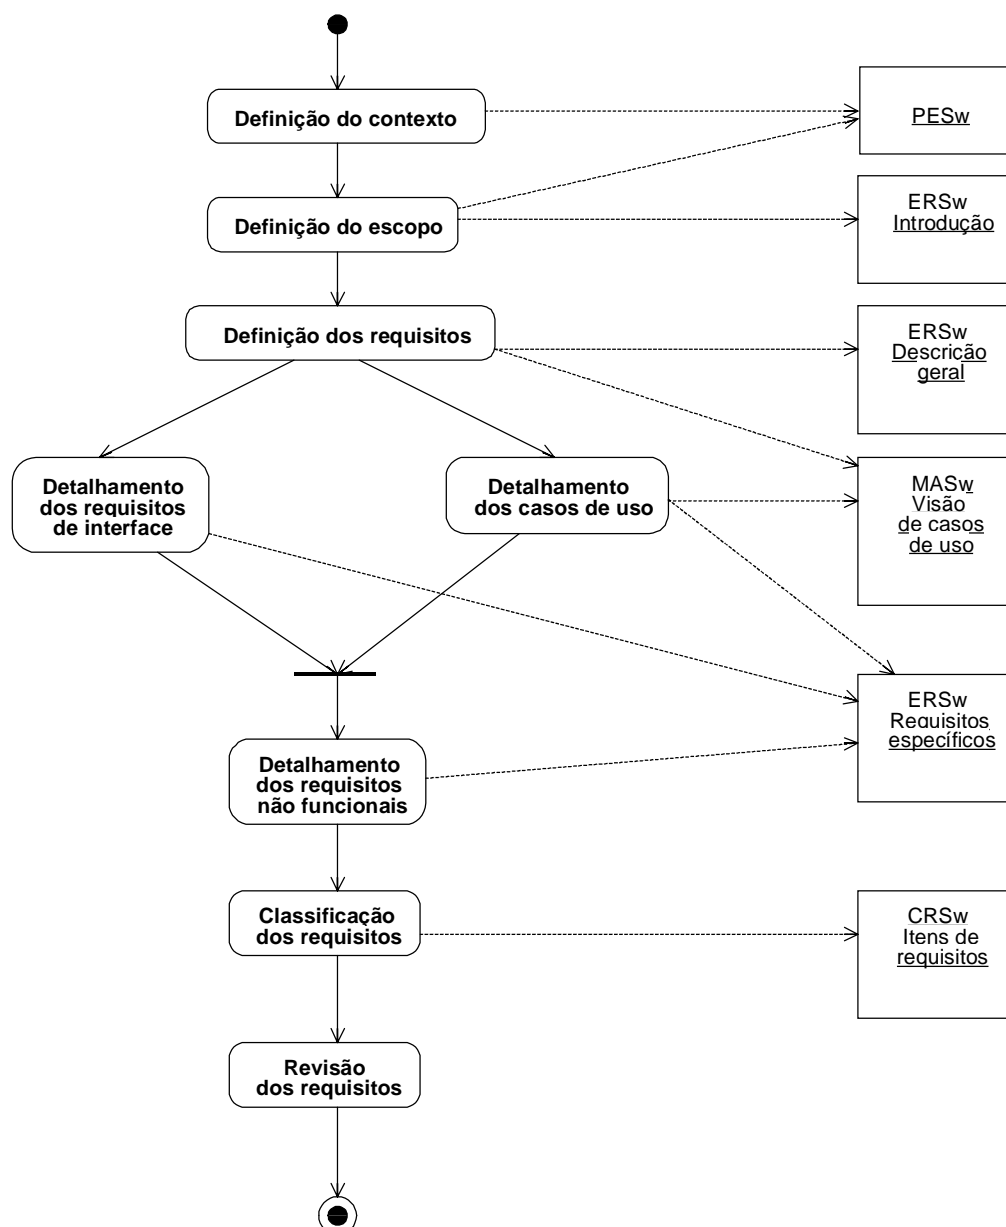 Definição do contexto
PESw
Definição do escopo
ERSw
Introdução
Definição dos requisitos
ERSw
Descrição
geral
Detalhamento
dos requisitos
de interface
Detalhamento
dos casos de uso
MASw
Visão
de casos
de uso
ERSw
Requisitos
específicos
Detalhamento
dos requisitos
não funcionais
Classificação
dos requisitos
CRSw
Itens de
requisitos
Revisão
dos requisitos